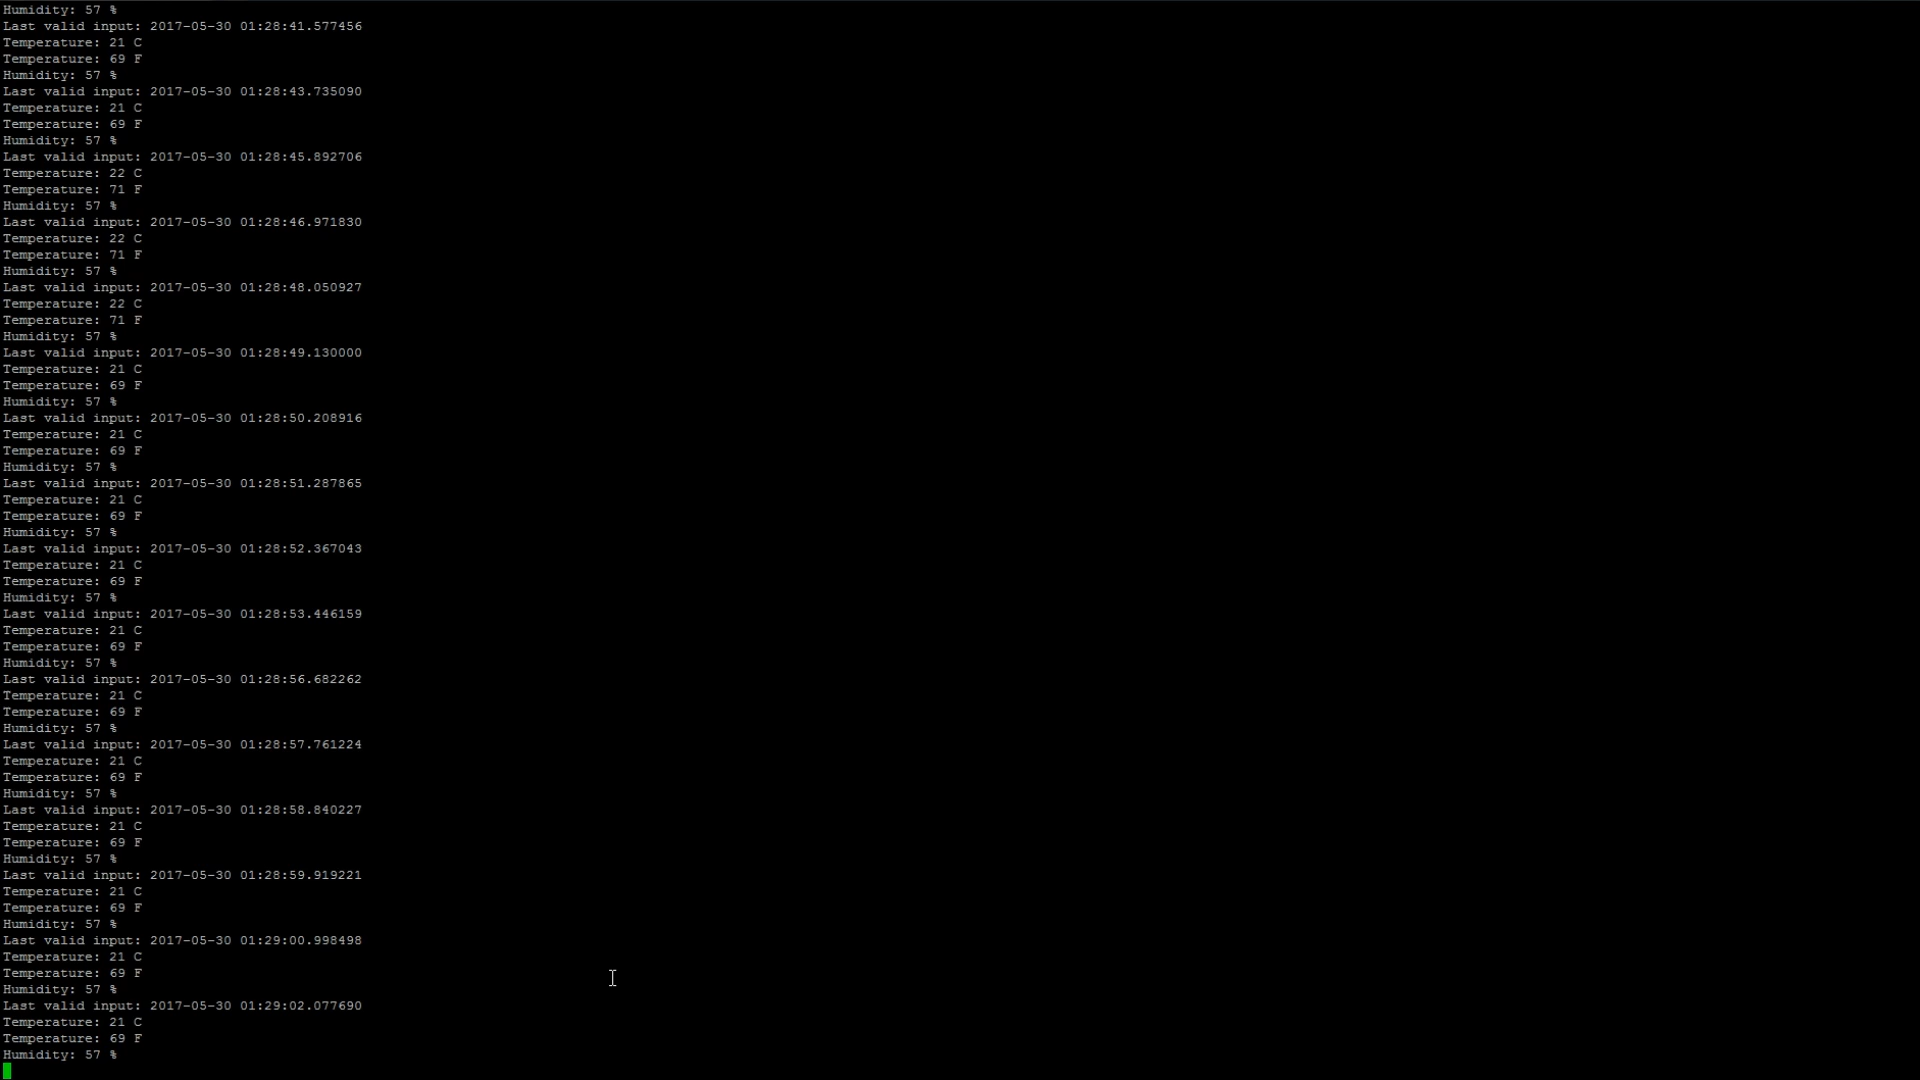 Humidity: 57 %
Last valid input: 2017-05-30 01:28:41.577456
Temperature: 21 C
Temperature: 69 F
Humidity: 57 %
Last valid input: 2017-05-30 01:28:43.735090
Temperature: 21 C
Temperature: 69 F
Humidity: 57 %
Last valid input: 2017-05-30 01:28:45.892706
Temperature: 22 C
Temperature: 71 F
Humidity: 57 %
Last valid input: 2017-05-30 01:28:46.971830
Temperature: 22 C
Temperature: 71 F
Humidity: 57 %
Last valid input: 2017-05-30 01:28:48.050927
Temperature: 22 C
Temperature: 71 F
Humidity: 57 %
Last valid input: 2017-05-30 01:28:49.130000
Temperature: 21 C
Temperature: 69 F
Humidity: 57 %
Last valid input: 2017-05-30 01:28:50.208916
Temperature: 21 C
Temperature: 69 F
Humidity: 57 %
Last valid input: 2017-05-30 01:28:51.287865
Temperature: 21 C
Temperature: 69 F
Humidity: 57 %
Last valid input: 2017-05-30 01:28:52.367043
Temperature: 21 C
Temperature: 69 F
Humidity: 57 %
Last valid input: 2017-05-30 01:28:53.446159
Temperature: 21 C
Temperature: 69 F
Humidity: 57 %
Last valid input: 2017-05-30 01:28:56.682262
Temperature: 21 C
Temperature: 69 F
Humidity: 57 %
Last valid input: 2017-05-30 01:28:57.761224
Temperature: 21 C
Temperature: 69 F
Humidity: 57 %
Last valid input: 2017-05-30 01:28:58.840227
Temperature: 21 C
Temperature: 69 F
Humidity: 57 %
Last valid input: 2017-05-30 01:28:59.919221
Temperature: 21 C
Temperature: 69 F
Humidity: 57 %
Last valid input: 2017-05-30 01:29:00.998498
Temperature: 21 C
Temperature: 69 F
Humidity: 57 %
Last valid input: 2017-05-30 01:29:02.077690
Temperature: 21 C
Temperature: 69 F
Humidity: 57 %